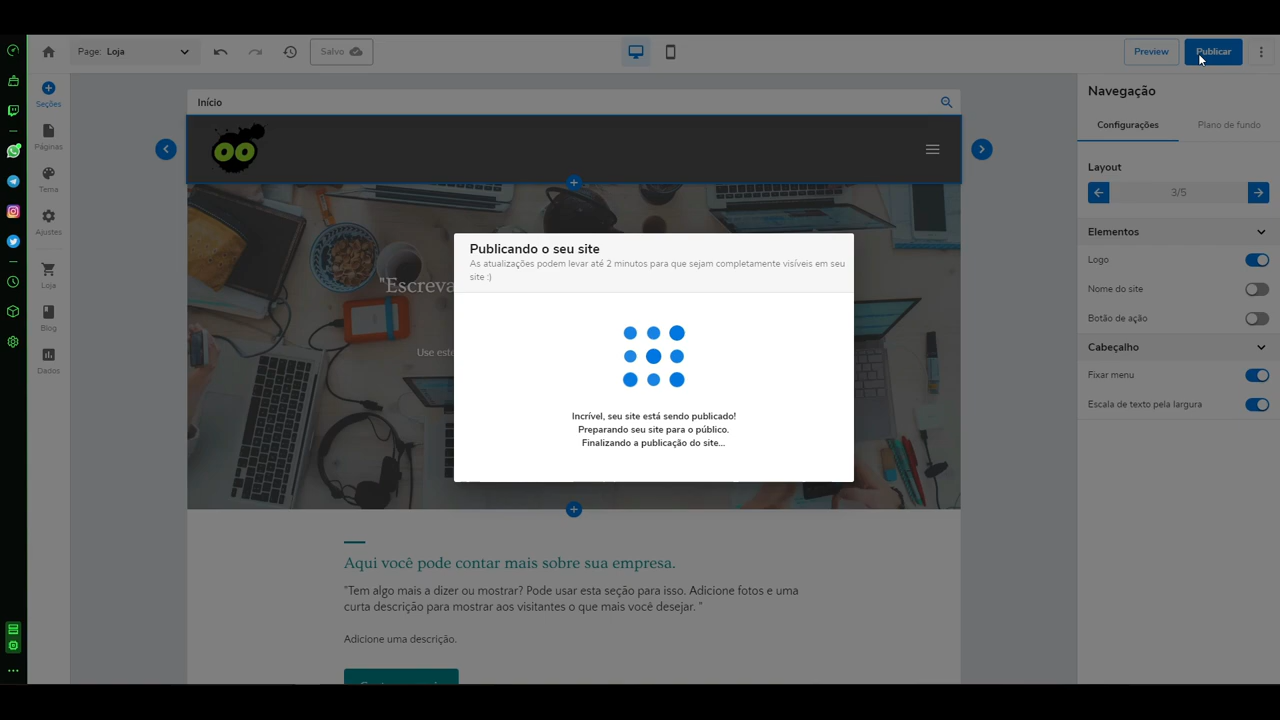 Page: Loja
Salvo
Preview
Publicar
Seções
Páginas
Tema
Ajustes
Loja
Blog
Dados
Início
"Escreva
Use este
Publicando o seu site
As atualizações podem levar até 2 minutos para que sejam completamente visíveis em seu
site :)
Incrível, seu site está sendo publicado!
Preparando seu site para o público.
Finalizando a publicação do site...
Aqui você pode contar mais sobre sua empresa.
"Tem algo mais a dizer ou mostrar? Pode usar esta seção para isso. Adicione fotos e uma
curta descrição para mostrar aos visitantes o que mais você desejar. "
Adicione uma descrição.
Navegação
Configurações
Plano de fundo
Layout
3/5
Elementos
Logo
Nome do site
Botão de ação
Cabeçalho
Fixar menu
Escala de texto pela largura